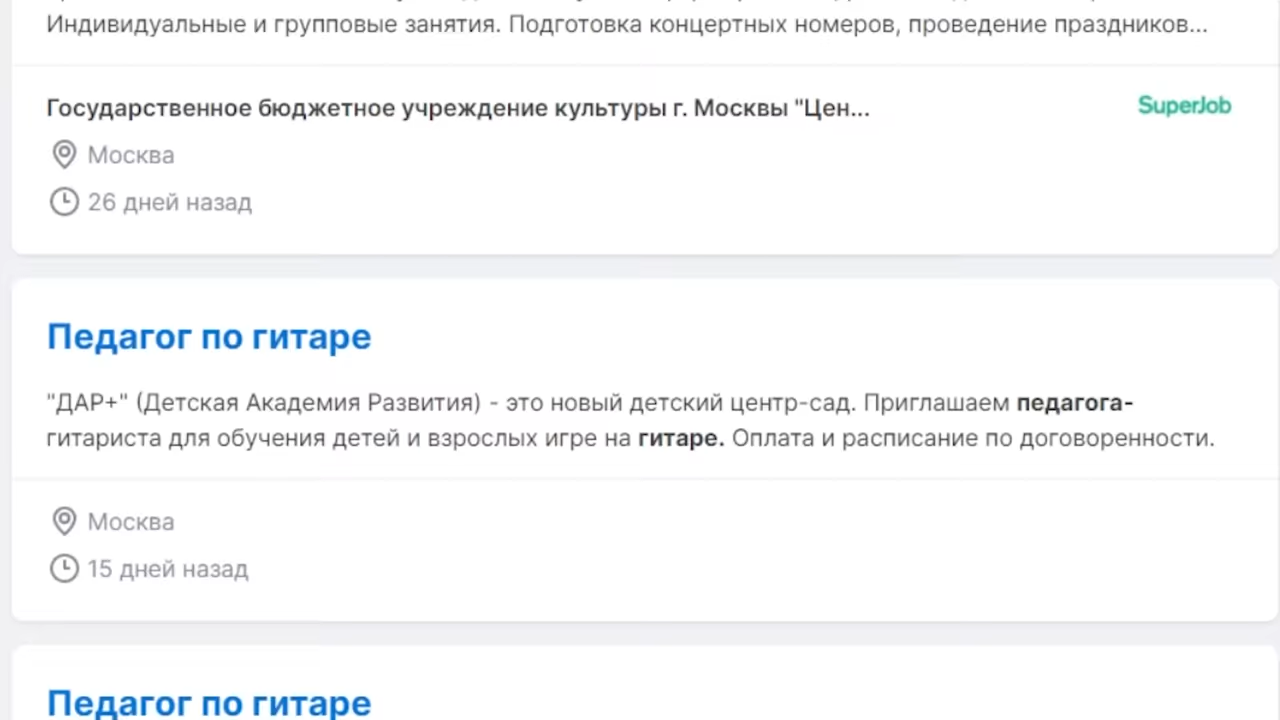 Индивидуальные и групповые занятия. Подготовка концертных номеров, проведение праздников...
Государственное бюджетное учреждение культуры г. Москвы "Цен...
SuperJob
Москва
26 дней назад
Педагог по гитаре
"ДАР+" (Детская Академия Развития) - это новый детский центр-сад. Приглашаем педагога-
гитариста для обучения детей и взрослых игре на гитаре. Оплата и расписание по договоренности.
Москва
15 дней назад
Педагог по гитаре